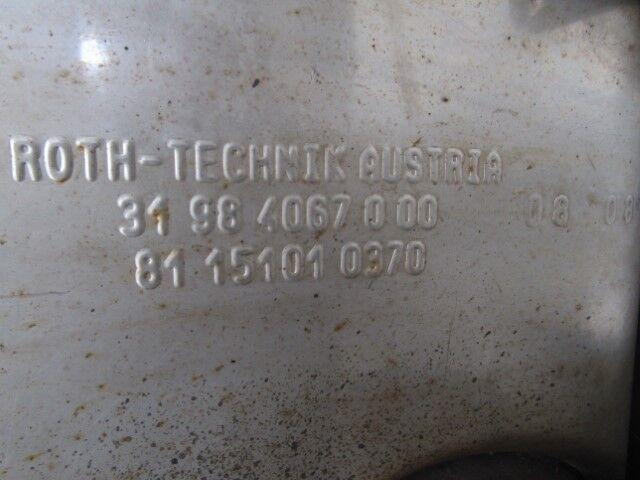 ROTH-TECHNIK AUSTRIA
31 98 4067 0 00 08 08
81 15101 0370